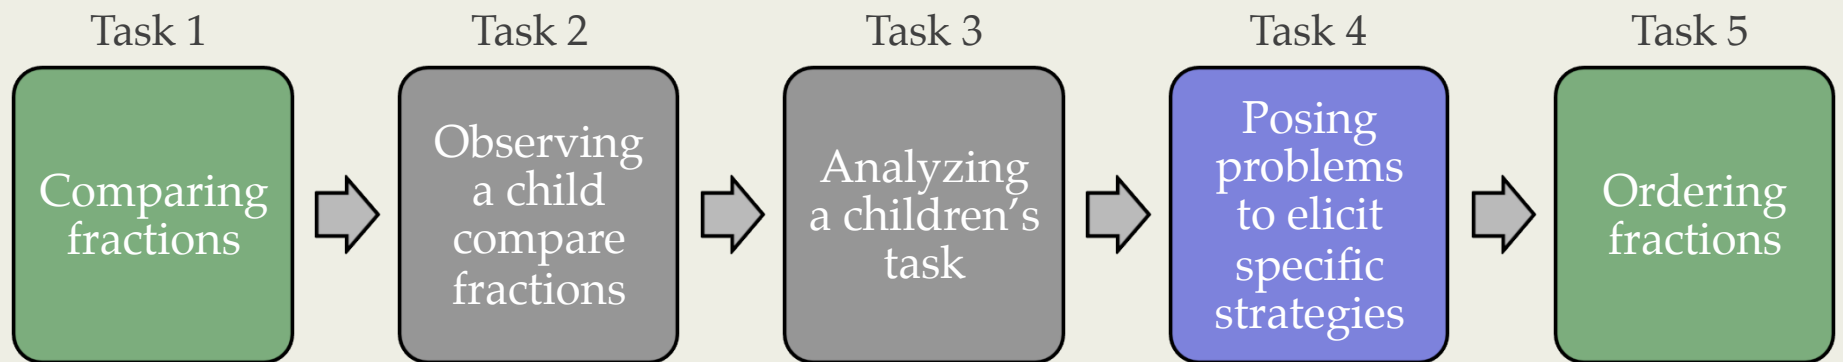 Task 1
Task 2
Task 3
Task 4
Task 5
Comparing
fractions
Observing
a child
compare
fractions
Analyzing
a children’s
task
Posing
problems
to elicit
specific
strategies
Ordering
fractions